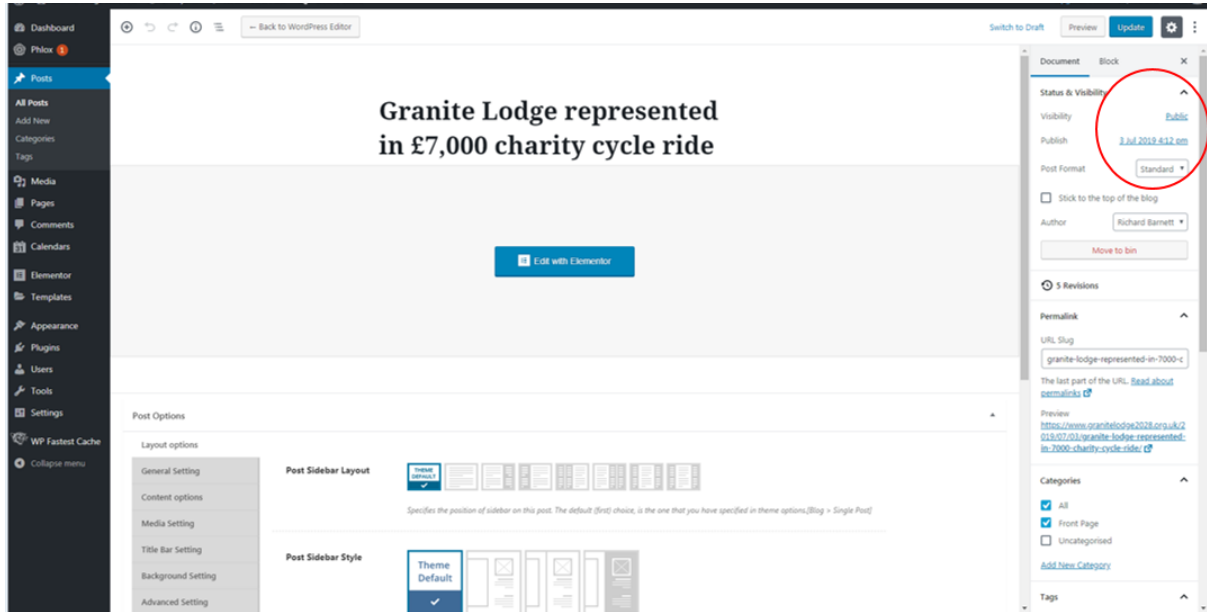 Dashboard
Phlox 1
Posts
All Posts
Add New
Categories
Tags
Media
Pages
Comments
Calendars
Elementor
Templates
Appearance
Plugins
Users
Tools
Settings
WP Fastest Cache
Collapse menu
← Back to WordPress Editor
Switch to Draft Preview Update
Granite Lodge represented
in £7,000 charity cycle ride
Edit with Elementor
Post Options
Layout options
General Setting
Content options
Media Setting
Title Bar Setting
Background Setting
Advanced Setting
Post Sidebar Layout
THEME
DEFAULT
Specifies the position of sidebar on this post. The default (first) choice, is the one that you have specified in theme options.[Blog > Single Post]
Post Sidebar Style
Theme
Default
Document Block
Status & Visibility
Visibility Public
Publish 3 Jul 2019 4:12 pm
Post Format Standard
Stick to the top of the blog
Author Richard Barnett
Move to bin
5 Revisions
Permalink
URL Slug
granite-lodge-represented-in-7000-c
The last part of the URL. Read about
permalinks
Preview
https://www.granitelodge2028.org.uk/2
019/07/03/granite-lodge-represented-
in-7000-charity-cycle-ride/
Categories
All
Front Page
Uncategorised
Add New Category
Tags